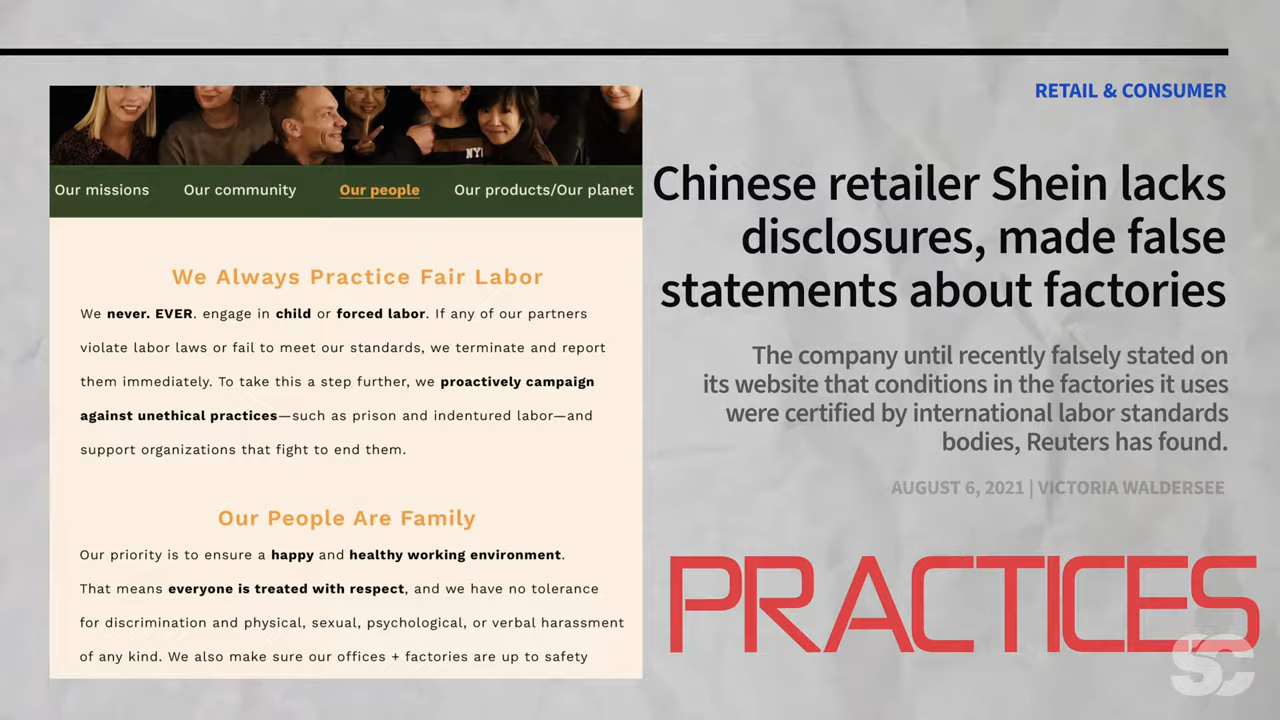 Our missions Our community Our people Our products/Our planet
We Always Practice Fair Labor
We never. EVER. engage in child or forced labor. If any of our partners
violate labor laws or fail to meet our standards, we terminate and report
them immediately. To take this a step further, we proactively campaign
against unethical practices—such as prison and indentured labor—and
support organizations that fight to end them.
Our People Are Family
Our priority is to ensure a happy and healthy working environment.
That means everyone is treated with respect, and we have no tolerance
for discrimination and physical, sexual, psychological, or verbal harassment
of any kind. We also make sure our offices + factories are up to safety
RETAIL & CONSUMER
Chinese retailer Shein lacks
disclosures, made false
statements about factories
The company until recently falsely stated on
its website that conditions in the factories it uses
were certified by international labor standards
bodies, Reuters has found.
AUGUST 6, 2021 | VICTORIA WALDERSEE
PRACTICES
SC
NY